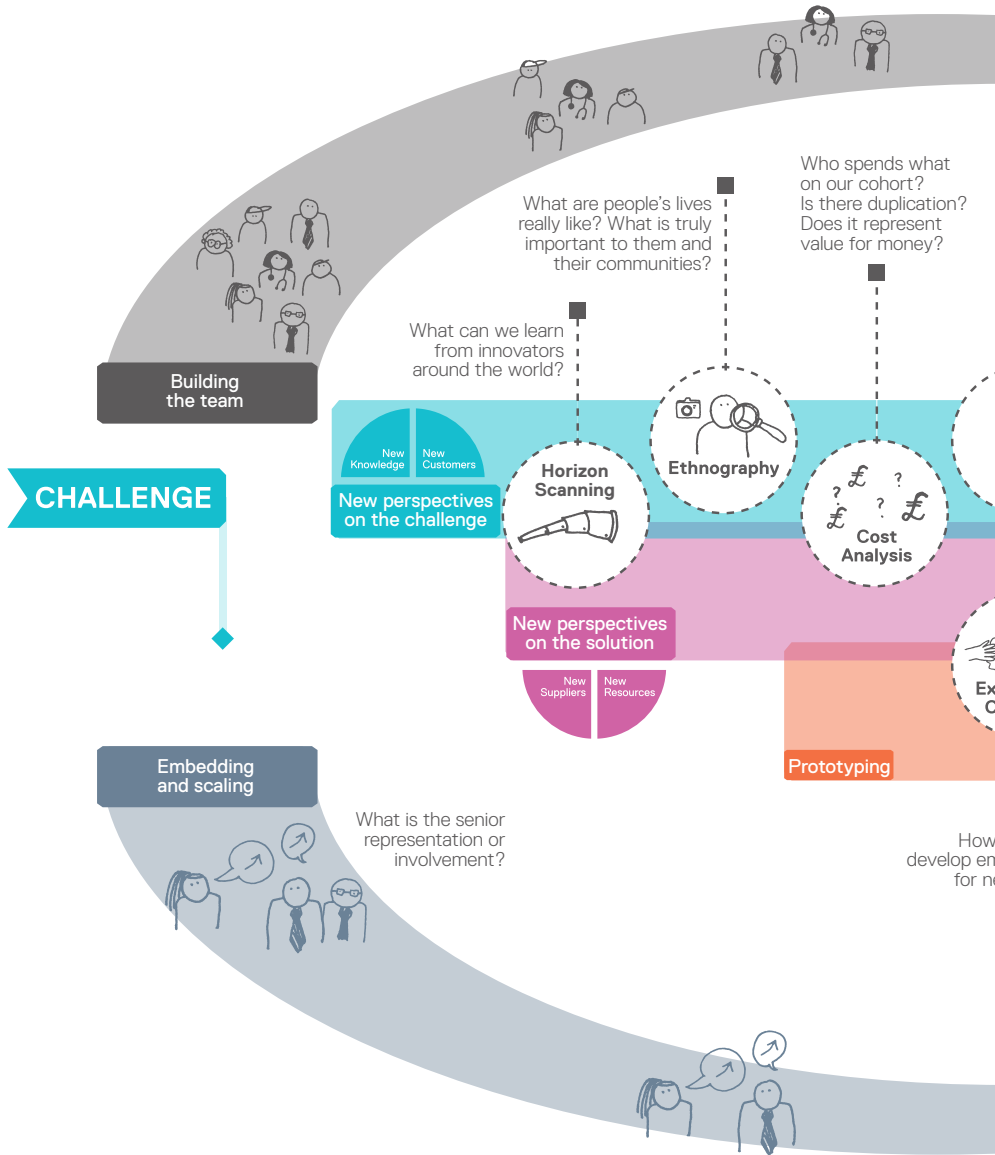 Who spends what
on our cohort?
Is there duplication?
Does it represent
value for money?
What are people's lives
really like? What is truly
important to them and
their communities?
What can we learn
from innovators
around the world?
Building
the team
New
Knowledge
New
Customers
New perspectives
on the challenge
Horizon
Scanning
Ethnography
£ ? ? £ ? £
Cost
Analysis
CHALLENGE
New perspectives
on the solution
New
Suppliers
New
Resources
Prototyping
Embedding
and scaling
What is the senior
representation or
involvement?
How
develop
for